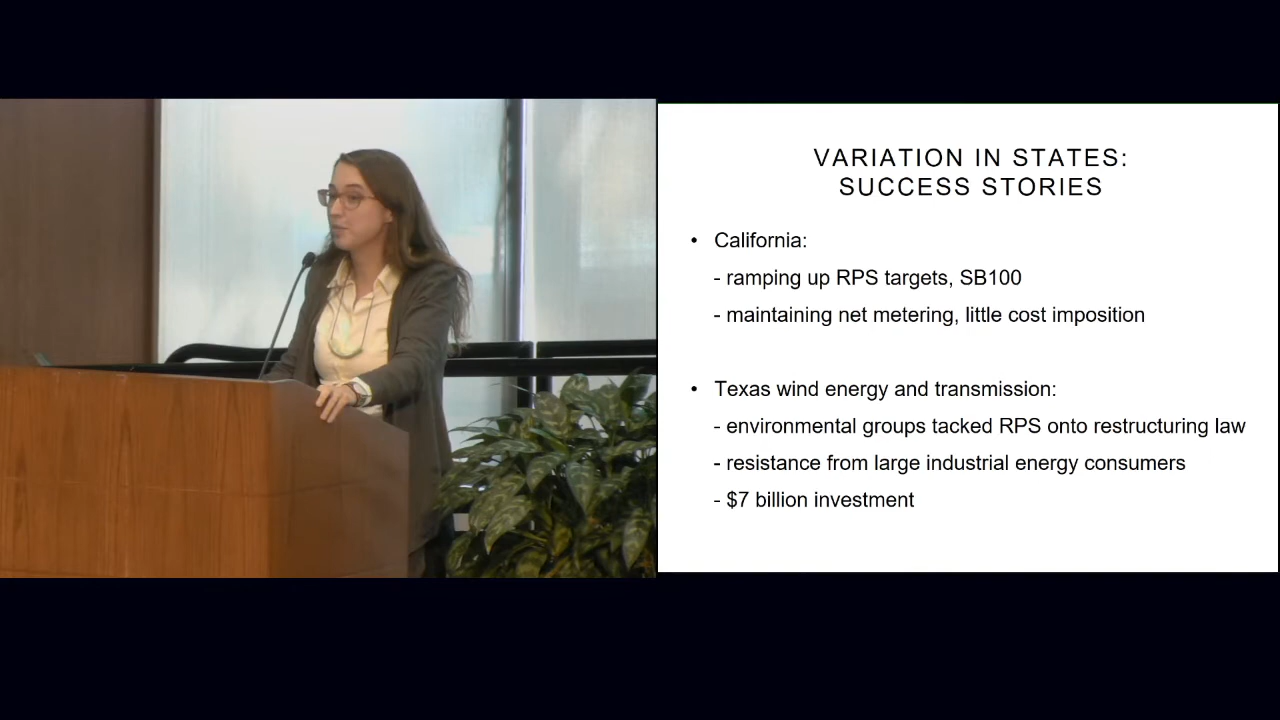 VARIATION IN STATES:
SUCCESS STORIES
• California:
- ramping up RPS targets, SB100
- maintaining net metering, little cost imposition
• Texas wind energy and transmission:
- environmental groups tacked RPS onto restructuring law
- resistance from large industrial energy consumers
- $7 billion investment